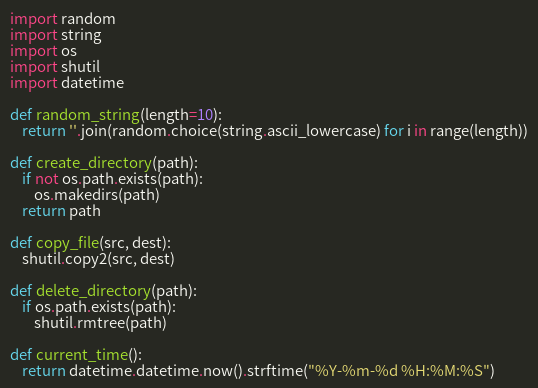 import random
import string
import os
import shutil
import datetime

def random_string(length=10):
   return ''.join(random.choice(string.ascii_lowercase) for i in range(length))

def create_directory(path):
   if not os.path.exists(path):
      os.makedirs(path)
   return path

def copy_file(src, dest):
   shutil.copy2(src, dest)

def delete_directory(path):
   if os.path.exists(path):
      shutil.rmtree(path)

def current_time():
   return datetime.datetime.now().strftime("%Y-%m-%d %H:%M:%S")